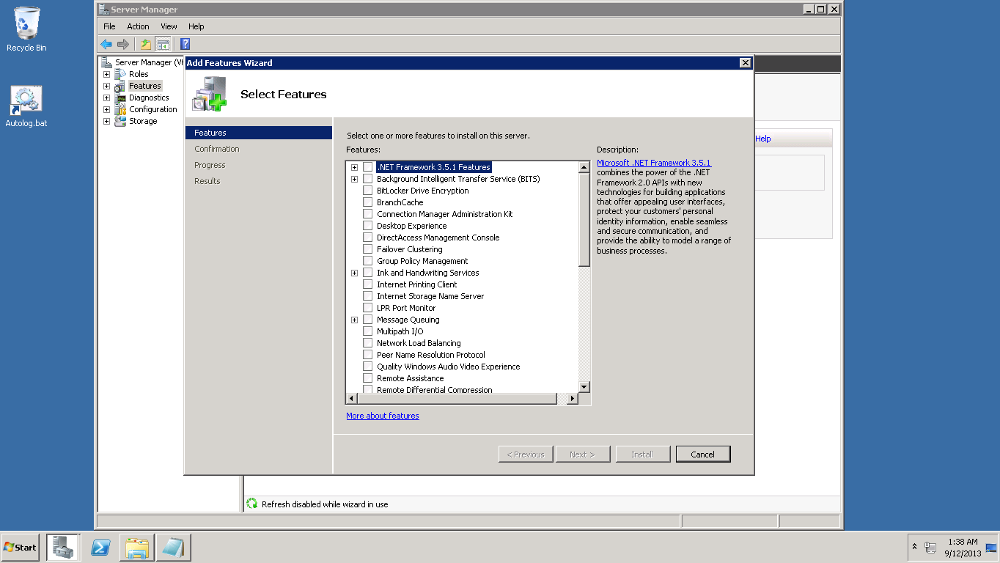 Recycle Bin
Autolog.bat
Server Manager
File Action View Help
Server Manager (V
Roles
Features
Diagnostics
Configuration
Storage
Add Features Wizard
Select Features
Features
Confirmation
Progress
Results
Select one or more features to install on this server.
Features:
.NET Framework 3.5.1 Features
Background Intelligent Transfer Service (BITS)
BitLocker Drive Encryption
BranchCache
Connection Manager Administration Kit
Desktop Experience
DirectAccess Management Console
Failover Clustering
Group Policy Management
Ink and Handwriting Services
Internet Printing Client
Internet Storage Name Server
LPR Port Monitor
Message Queuing
Multipath I/O
Network Load Balancing
Peer Name Resolution Protocol
Quality Windows Audio Video Experience
Remote Assistance
Remote Differential Compression
More about features
Description:
Microsoft .NET Framework 3.5.1
combines the power of the .NET
Framework 2.0 APIs with new
technologies for building applications
that offer appealing user interfaces,
protect your customers' personal
identity information, enable seamless
and secure communication, and
provide the ability to model a range of
business processes.
Help
< Previous Next > Install Cancel
Refresh disabled while wizard in use
Start
1:38 AM
9/12/2013